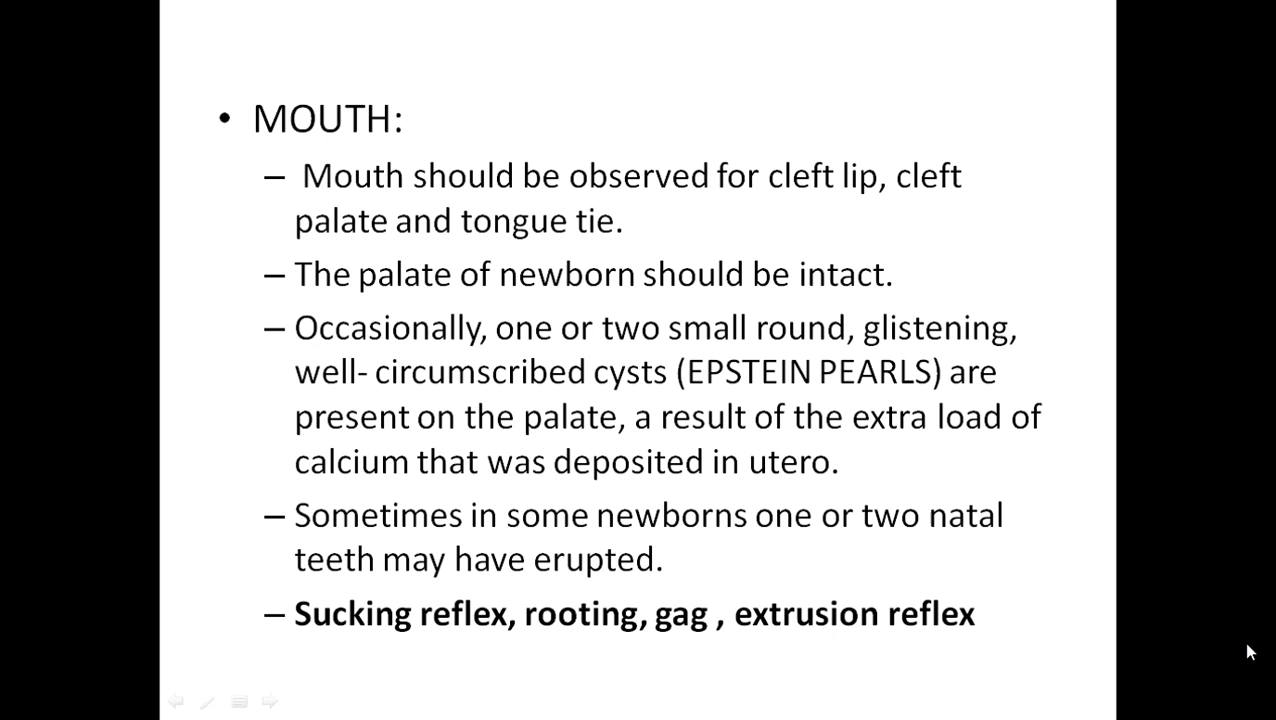 • MOUTH:
– Mouth should be observed for cleft lip, cleft
palate and tongue tie.
– The palate of newborn should be intact.
– Occasionally, one or two small round, glistening,
well- circumscribed cysts (EPSTEIN PEARLS) are
present on the palate, a result of the extra load of
calcium that was deposited in utero.
– Sometimes in some newborns one or two natal
teeth may have erupted.
– Sucking reflex, rooting, gag , extrusion reflex